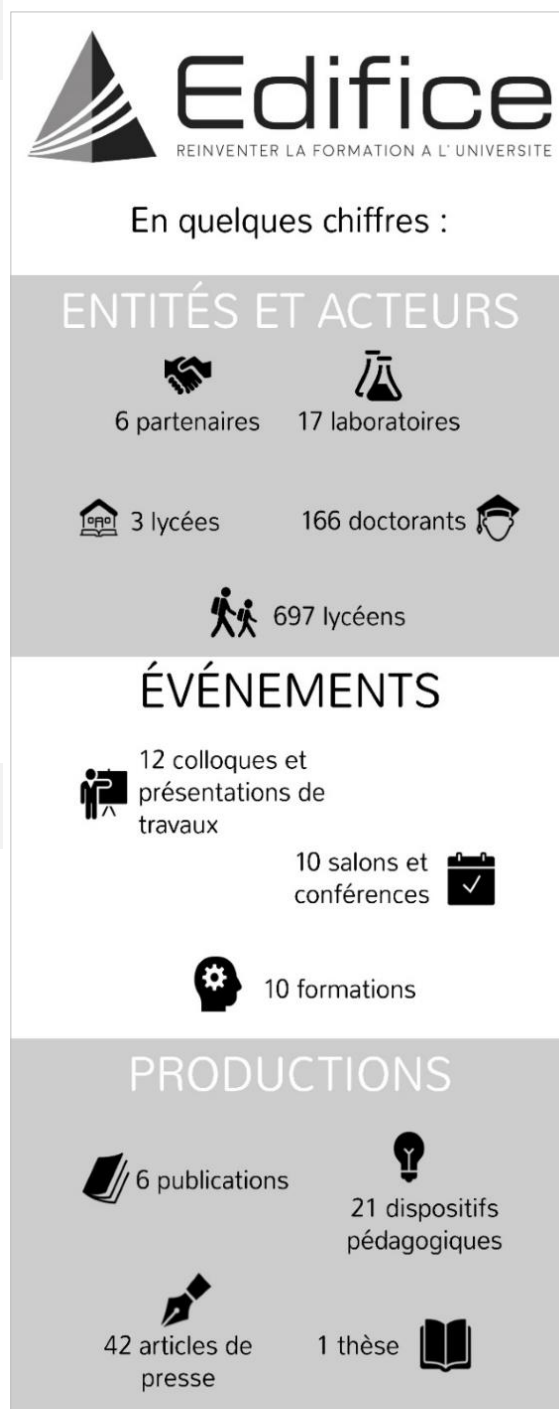 Edifice
REINVENTER LA FORMATION A L' UNIVERSITE
En quelques chiffres :
ENTITÉS ET ACTEURS
6 partenaires
17 laboratoires
3 lycées
166 doctorants
697 lycéens
ÉVÉNEMENTS
12 colloques et
présentations de
travaux
10 salons et
conférences
10 formations
PRODUCTIONS
6 publications
21 dispositifs
pédagogiques
42 articles de
presse
1 thèse